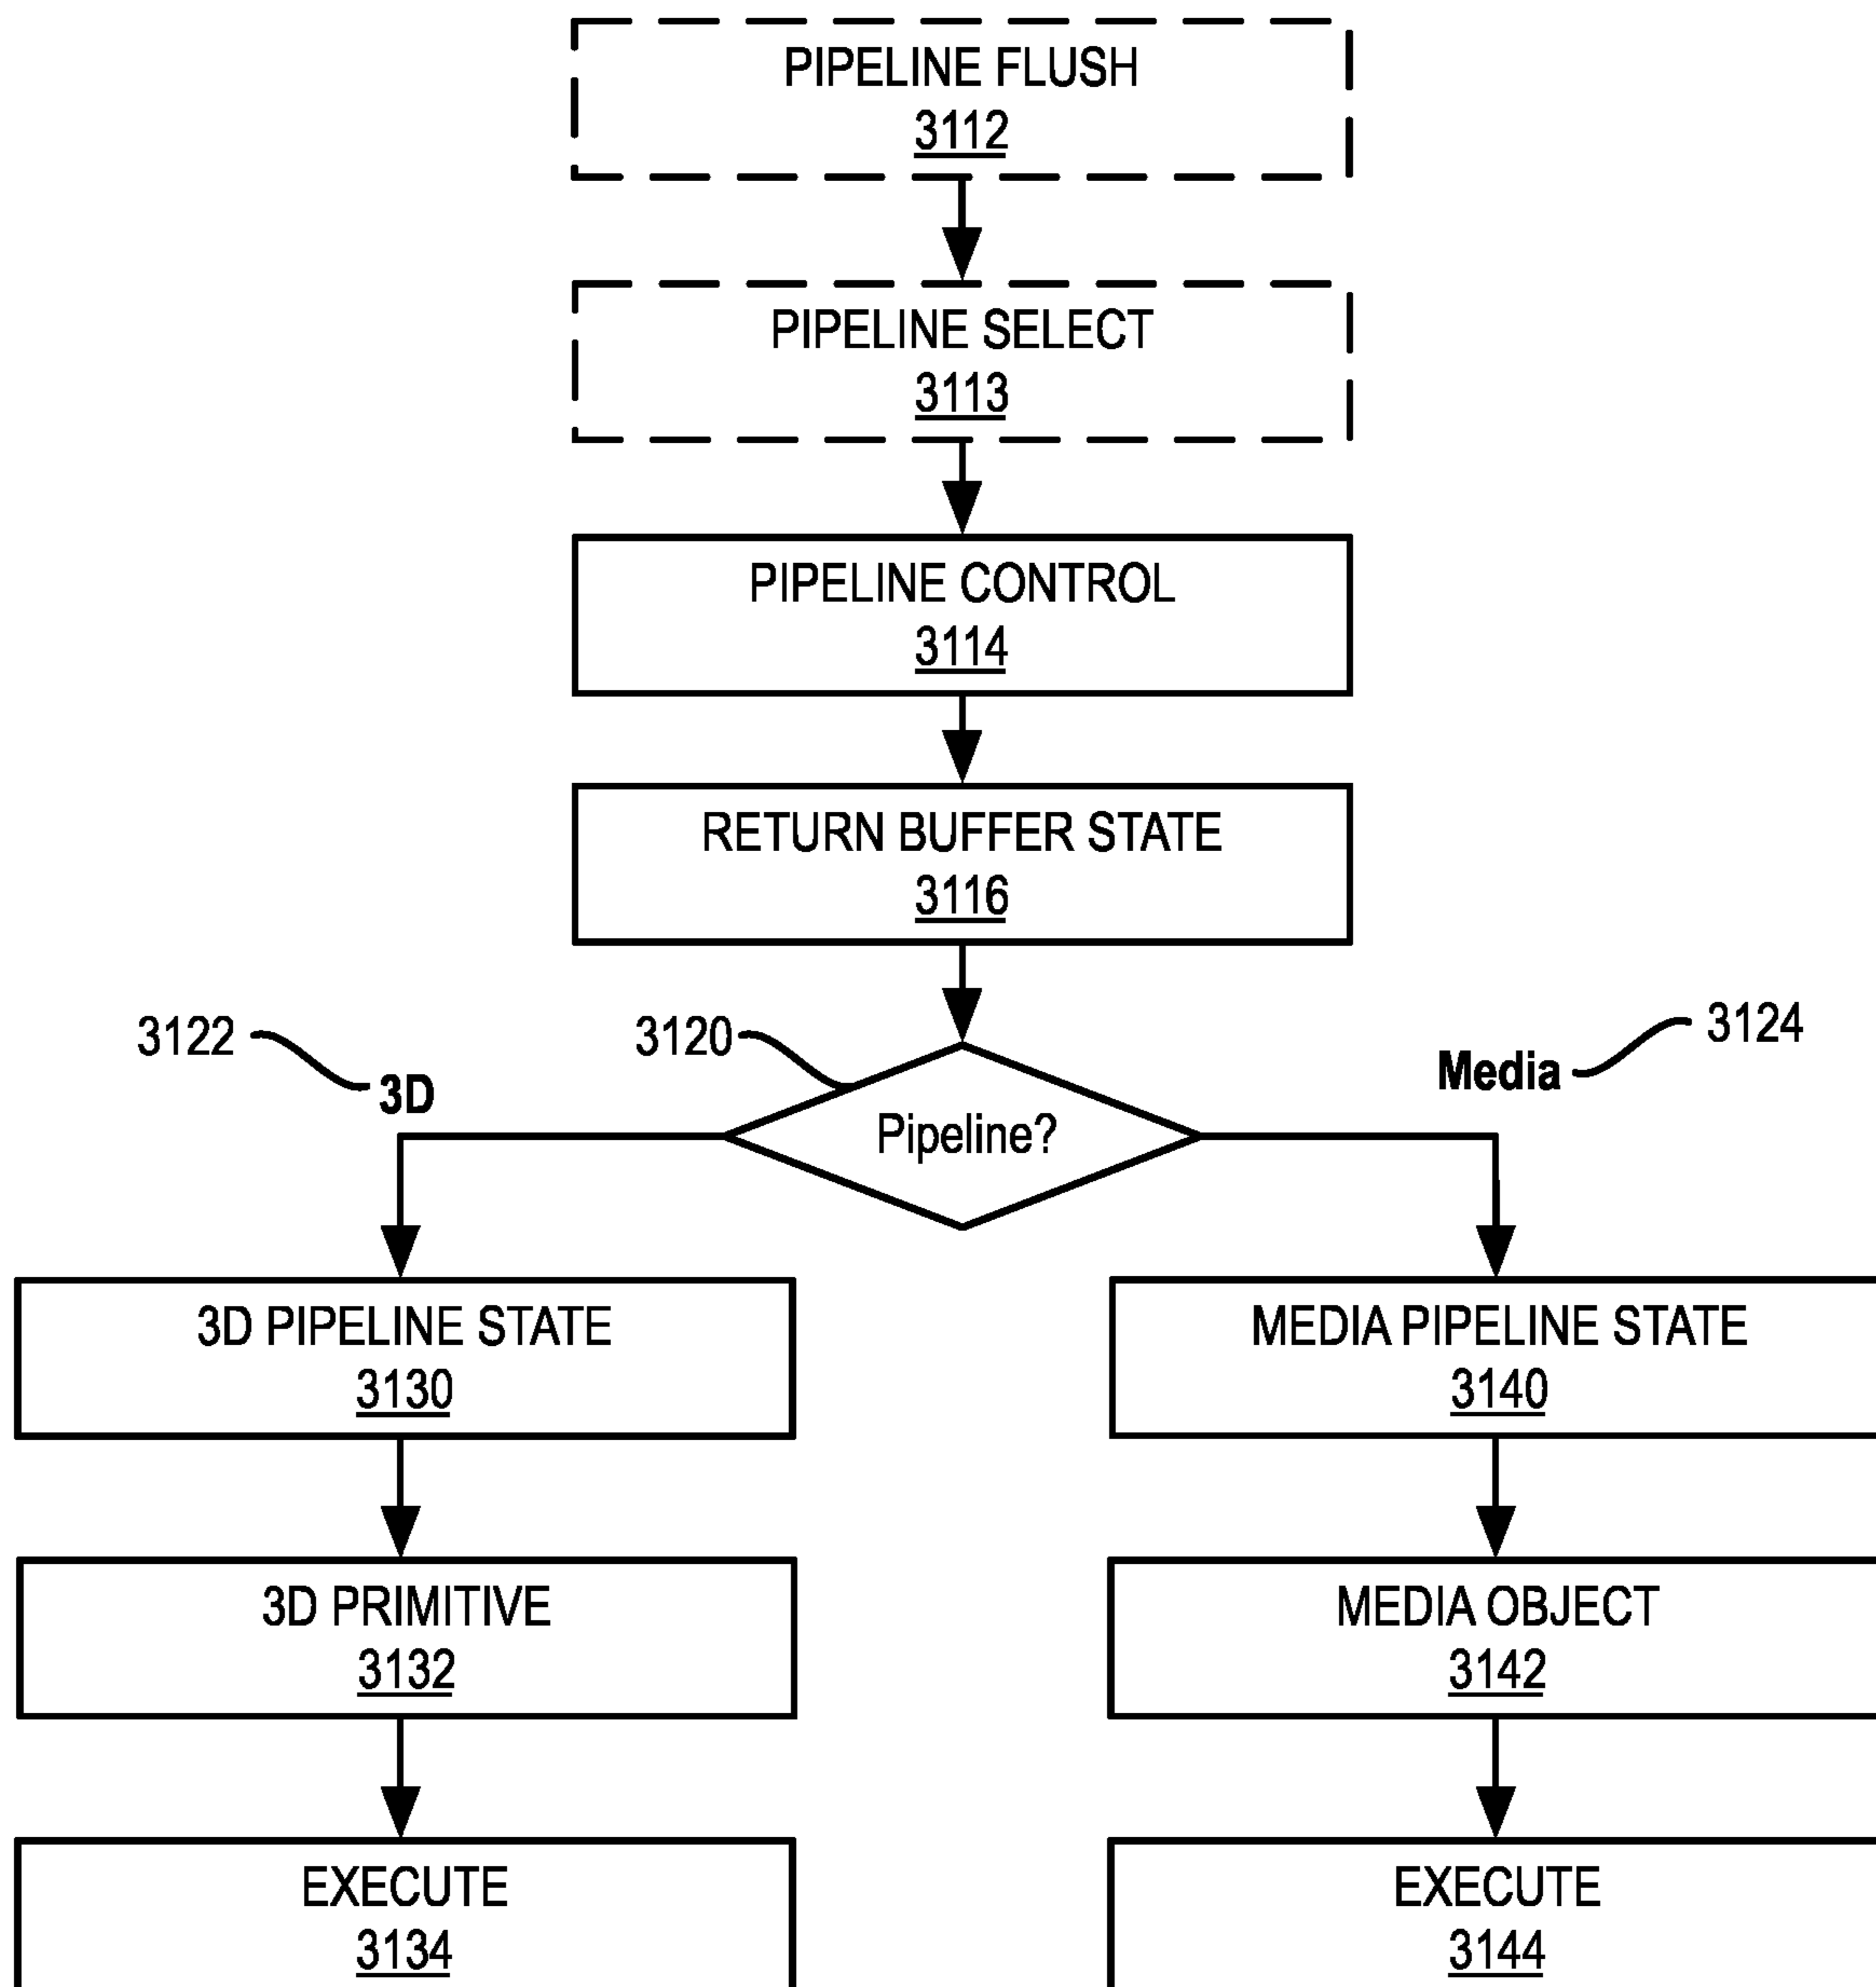 PIPELINE FLUSH
3112
PIPELINE SELECT
3113
PIPELINE CONTROL
3114
RETURN BUFFER STATE
3116
3122
3D
3120
Pipeline?
Media
3124
3D PIPELINE STATE
3130
MEDIA PIPELINE STATE
3140
3D PRIMITIVE
3132
MEDIA OBJECT
3142
EXECUTE
3134
EXECUTE
3144